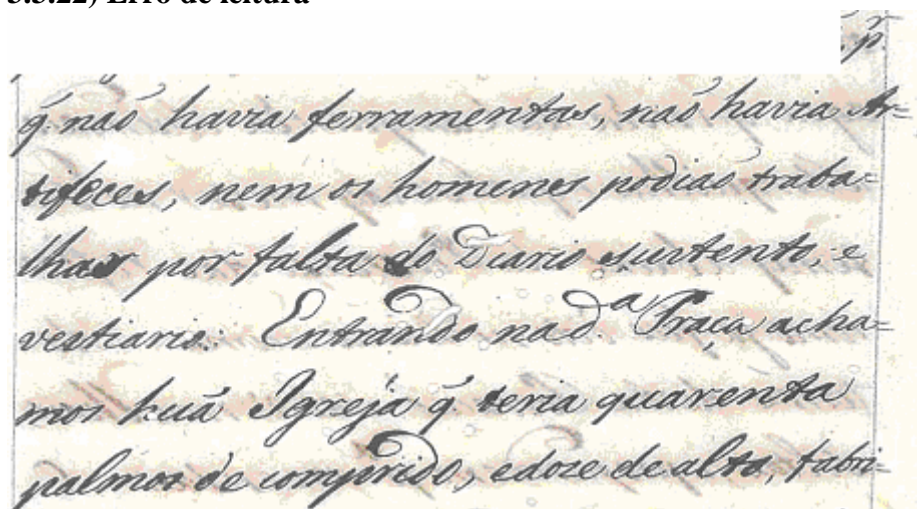 3.3.22) Erro de leitura
, p.r
q̃. naõ havia ferramentas, naõ havia Ar=
tifeces, nem os homenes podiaõ traba=
lhar por falta do Diario sustento, e
vestiario: Entrando na d.ª Praça acha=
mos huã Igreja q̃. teria quarenta
palmos de comprido, e doze de alto, fabri=